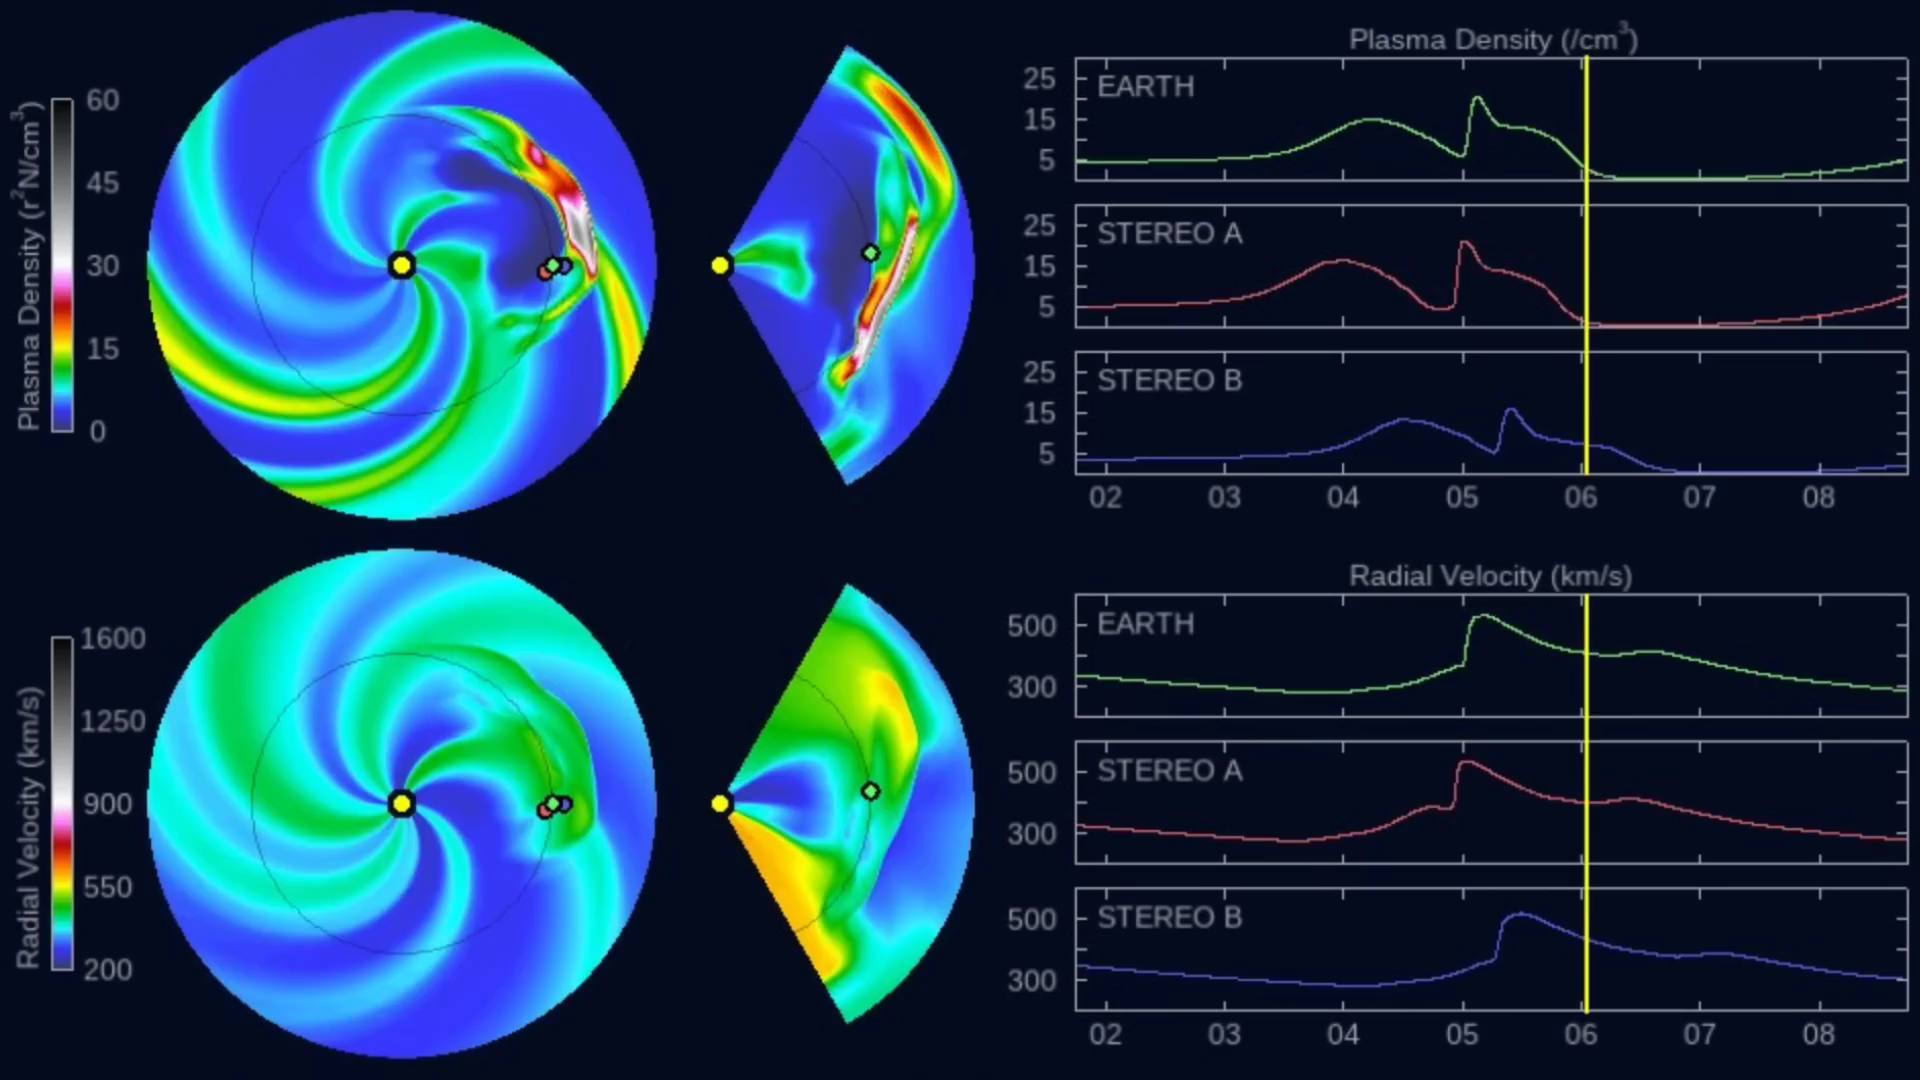 Plasma Density (r²N/cm³)
60
45
30
15
0
Plasma Density (/cm³)
EARTH
25
15
5
STEREO A
25
15
5
STEREO B
25
15
5
02 03 04 05 06 07 08
Radial Velocity (km/s)
1600
1250
900
550
200
Radial Velocity (km/s)
EARTH
500
300
STEREO A
500
300
STEREO B
500
300
02 03 04 05 06 07 08